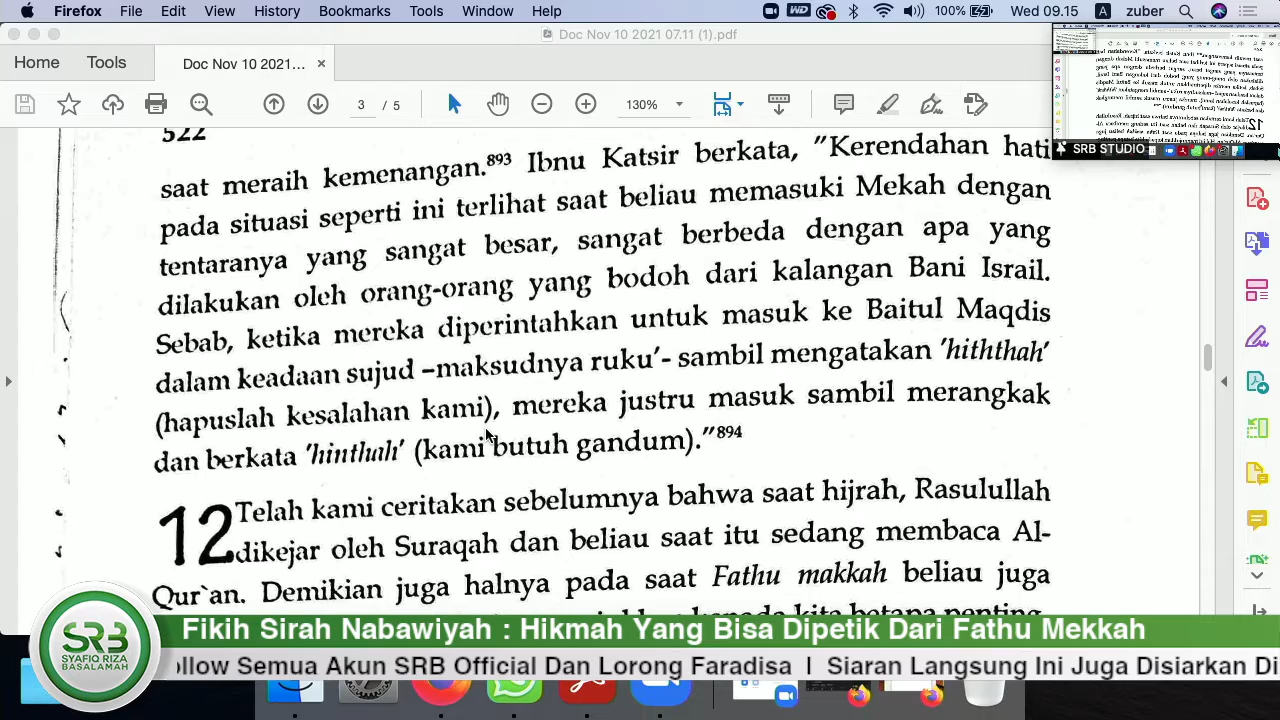 Firefox File Edit View History Bookmarks Tools Window Help 100% Wed 09.15 A zuber
Doc Nov 10 2021 07.11 (1).pdf
Home Tools Doc Nov 10 2021... ×
3 / 5 130%
SRB STUDIO
522
saat meraih kemenangan.893 Ibnu Katsir berkata, "Kerendahan hati
pada situasi seperti ini terlihat saat beliau memasuki Mekah dengan
tentaranya yang sangat besar, sangat berbeda dengan apa yang
dilakukan oleh orang-orang yang bodoh dari kalangan Bani Israil.
Sebab, ketika mereka diperintahkan untuk masuk ke Baitul Maqdis
dalam keadaan sujud –maksudnya ruku'- sambil mengatakan 'hiththah'
(hapuslah kesalahan kami), mereka justru masuk sambil merangkak
dan berkata 'hinthah' (kami butuh gandum)."894
12 Telah kami ceritakan sebelumnya bahwa saat hijrah, Rasulullah
dikejar oleh Suraqah dan beliau saat itu sedang membaca Al-
Qur`an. Demikian juga halnya pada saat Fathu makkah beliau juga
kepada kita betapa penting
SRB
SYAFIQ RIZA
BASALAMAH
Fikih Sirah Nabawiyah : Hikmah Yang Bisa Dipetik Dari Fathu Mekkah
ollow Semua Akun SRB Official Dan Lorong Faradisa I Siaran Langsung Ini Juga Disiarkan Di